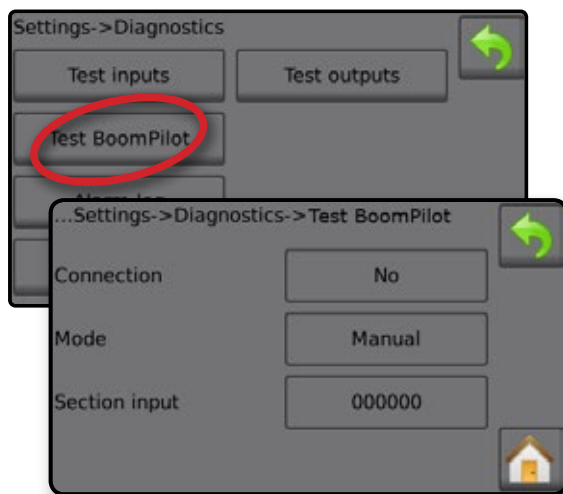 Settings->Diagnostics
Test inputs
Test outputs
Test BoomPilot
...Settings->Diagnostics->Test BoomPilot
Connection
No
Mode
Manual
Section input
000000